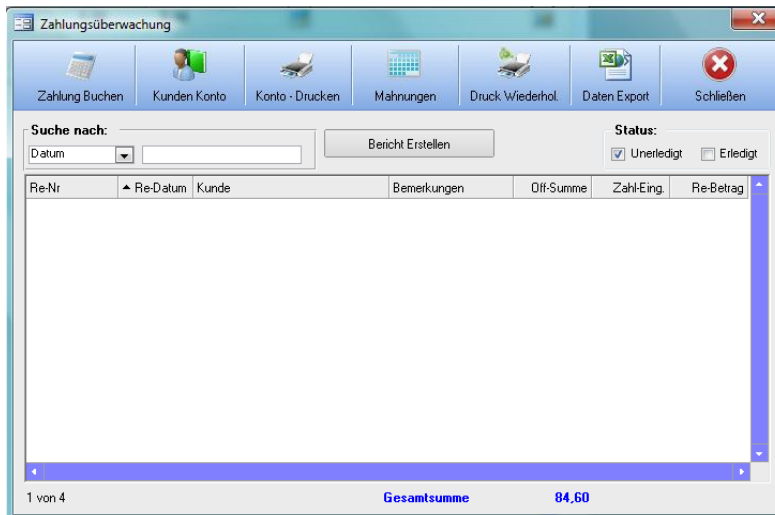 Zahlungsüberwachung
Zahlung Buchen Kunden Konto Konto - Drucken Mahnungen Druck Wiederhol. Daten Export Schließen
Suche nach: Status:
Datum Bericht Erstellen Unerledigt Erledigt
Re-Nr Re-Datum Kunde Bemerkungen Off-Summe Zahl-Eing. Re-Betrag
1 von 4 Gesamtsumme 84,60